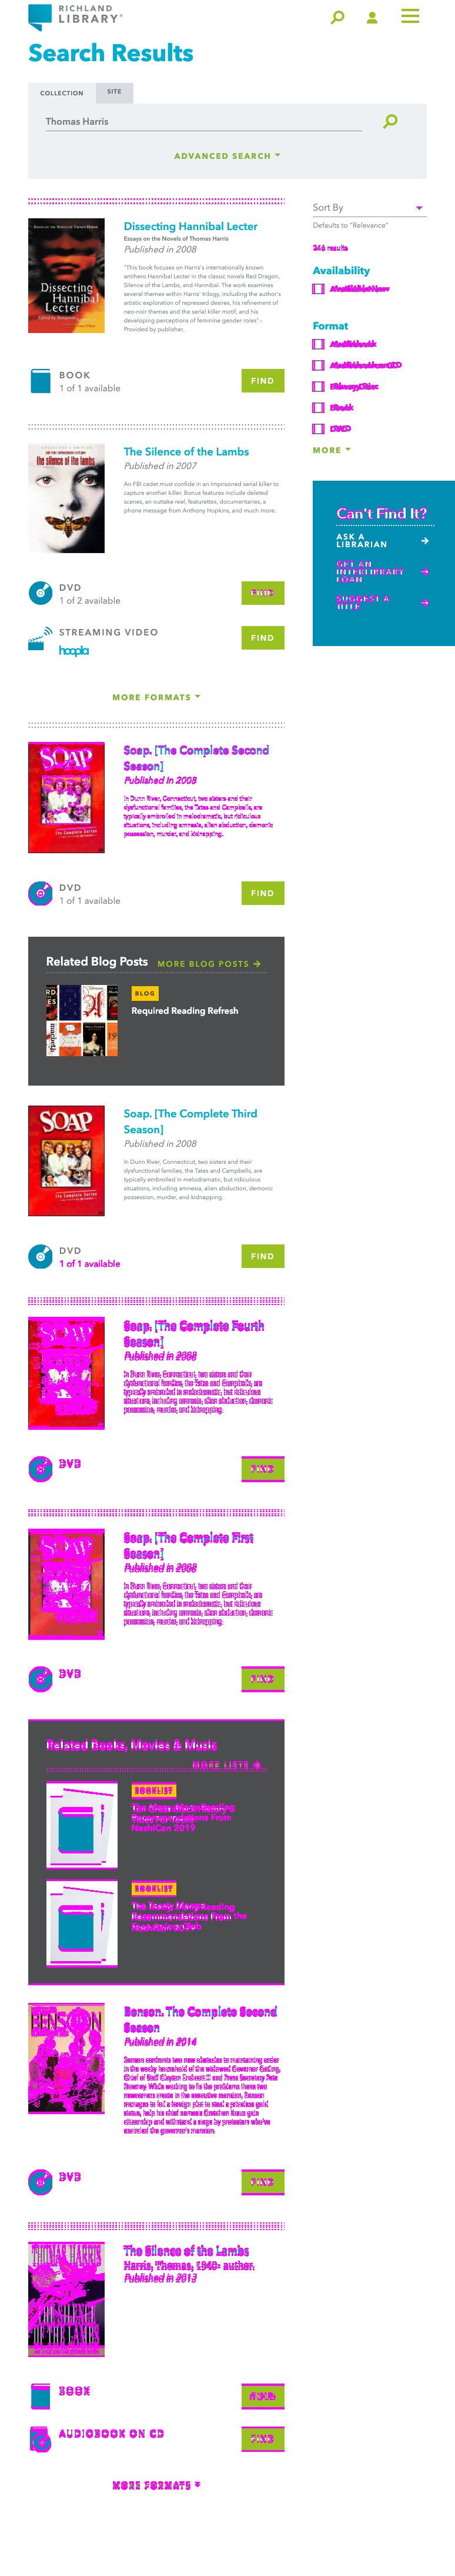 RICHLAND
LIBRARY
Search Results
COLLECTION
SITE
Thomas Harris
ADVANCED SEARCH
Sort By
Defaults to "Relevance"
246 results
Availability
Format
MORE
Can't Find It?
ASK A
LIBRARIAN
GET AN
INTERLIBRARY
LOAN
SUGGEST A
TITLE
Dissecting Hannibal Lecter
Essays on the Novels of Thomas Harris
Published in 2008
"This book focuses on Harris's internationally known
antihero Hannibal Lecter in the classic novels Red Dragon,
Silence of the Lambs, and Hannibal. The work examines
several themes within Harris' trilogy, including the author's
artistic exploration of repressed desires, his refinement of
neo-noir themes and the serial killer motif, and his
developing perceptions of feminine gender roles"--
Provided by publisher.
BOOK
1 of 1 available
FIND
The Silence of the Lambs
Published in 2007
An FBI cadet must confide in an imprisoned serial killer to
capture another killer. Bonus features include deleted
scenes, an outtake reel, featurettes, documentaries, a
phone message from Anthony Hopkins, and much more.
DVD
1 of 2 available
FIND
STREAMING VIDEO
hoopla
FIND
MORE FORMATS
Soap. [The Complete Second
Season]
Published in 2008
In Dunn River, Connecticut, two sisters and their
dysfunctional families, the Tates and Campbells, are
typically embroiled in melodramatic, but ridiculous
situations, including amnesia, alien abduction, demonic
possession, murder, and kidnapping.
DVD
1 of 1 available
FIND
Related Blog Posts
MORE BLOG POSTS
BLOG
Required Reading Refresh
Soap. [The Complete Third
Season]
Published in 2008
In Dunn River, Connecticut, two sisters and their
dysfunctional families, the Tates and Campbells, are
typically embroiled in melodramatic, but ridiculous
situations, including amnesia, alien abduction, demonic
possession, murder, and kidnapping.
DVD
1 of 1 available
FIND
Soap. [The Complete Fourth
Season]
Published in 2008
In Dunn River, Connecticut, two sisters and their
dysfunctional families, the Tates and Campbells, are
typically embroiled in melodramatic, but ridiculous
situations, including amnesia, alien abduction, demonic
possession, murder, and kidnapping.
DVD
FIND
Soap. [The Complete First
Season]
Published in 2008
In Dunn River, Connecticut, two sisters and their
dysfunctional families, the Tates and Campbells, are
typically embroiled in melodramatic, but ridiculous
situations, including amnesia, alien abduction, demonic
possession, murder, and kidnapping.
DVD
FIND
Related Books, Movies & Music
MORE LISTS
BOOKLIST
NashiCon 2019
BOOKLIST
Benson. The Complete Second
Season
Published in 2014
DVD
FIND
The Silence of the Lambs
Harris, Thomas, 1940- author.
Published in 2013
BOOK
FIND
AUDIOBOOK ON CD
FIND
MORE FORMATS